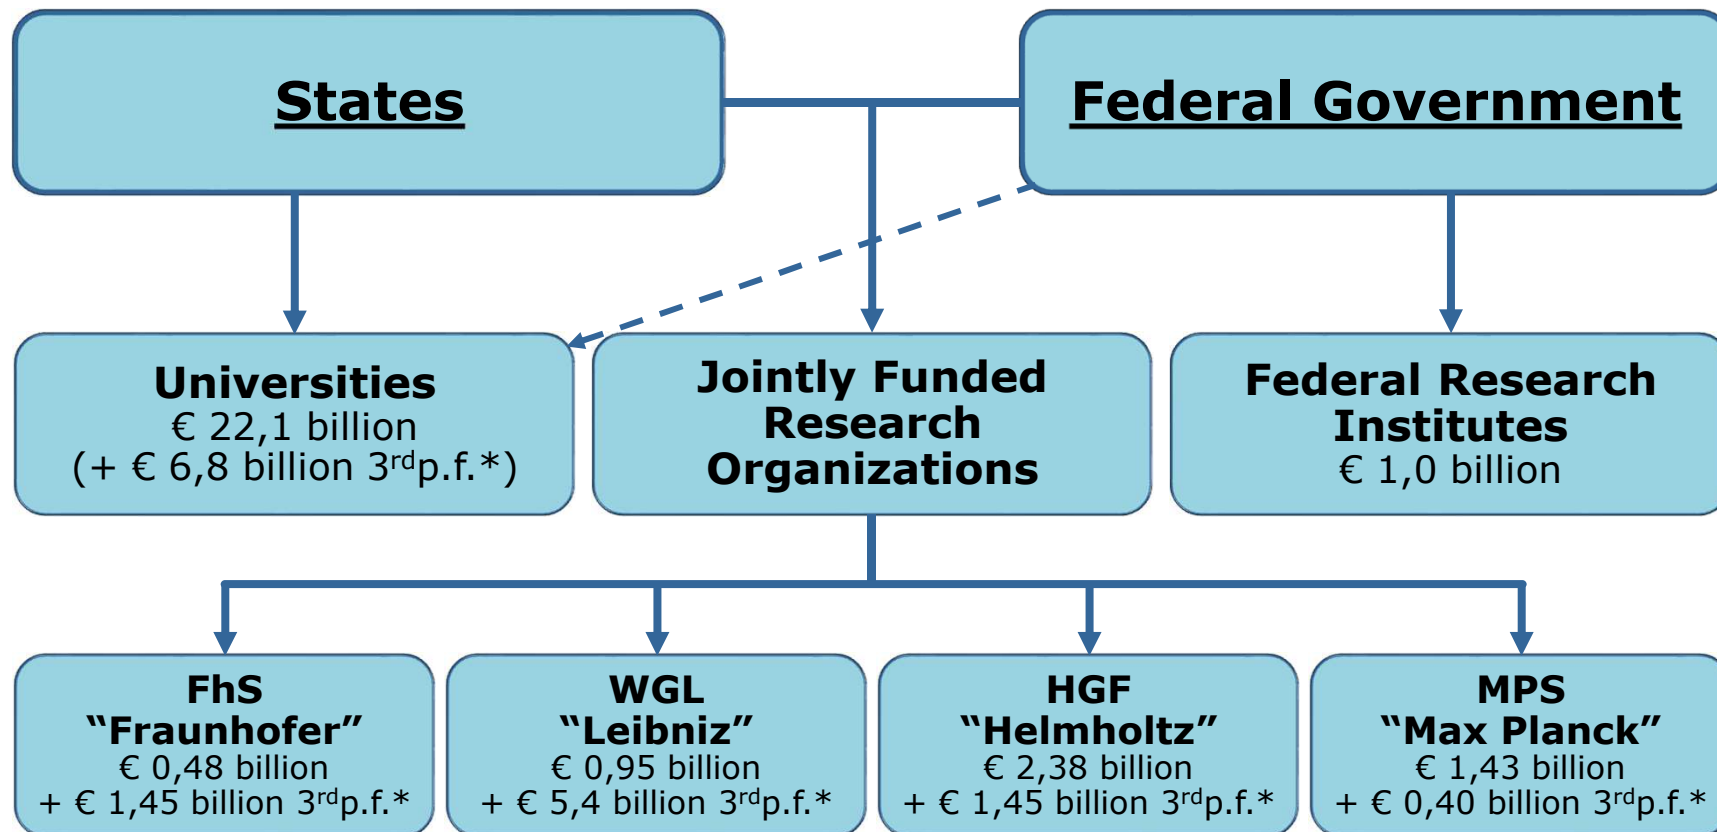 States
Federal Government
Universities
€ 22,1 billion
(+ € 6,8 billion 3rdp.f.*)
Jointly Funded
Research
Organizations
Federal Research
Institutes
€ 1,0 billion
FhS
“Fraunhofer”
€ 0,48 billion
+ € 1,45 billion 3rdp.f.*
WGL
“Leibniz”
€ 0,95 billion
+ € 5,4 billion 3rdp.f.*
HGF
“Helmholtz”
€ 2,38 billion
+ € 1,45 billion 3rdp.f.*
MPS
“Max Planck”
€ 1,43 billion
+ € 0,40 billion 3rdp.f.*